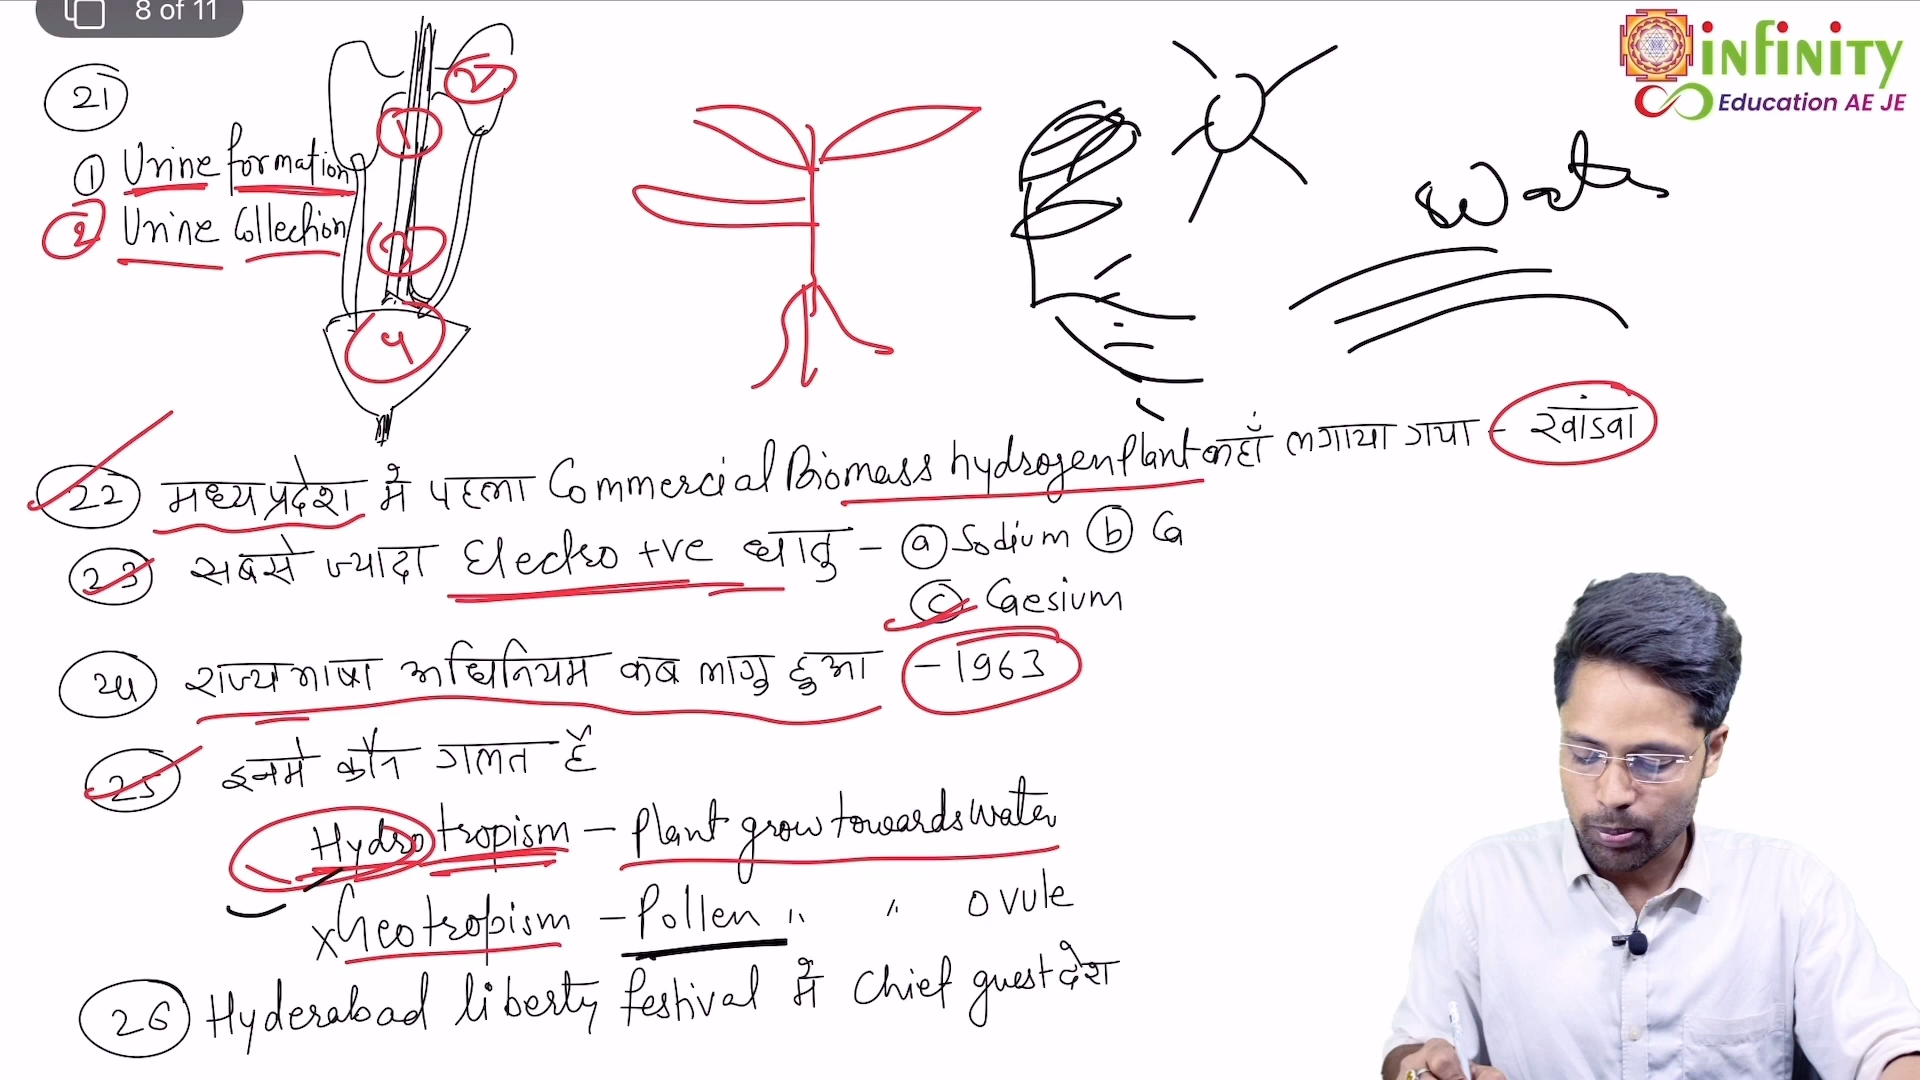 8 of 11
infinity
Education AE JE
21
1 Urine formation
2 Urine Collection
1
2
3
4
Water
22 मध्य प्रदेश में पहला Commercial Biomass hydrogen Plant कहाँ लगाया गया - खांडवा
23 सबसे ज्यादा Electro +ve धातु - a Sodium b Ca
c Caesium
24 राज्य भाषा अधिनियम कब लागु हुआ - 1963
25 इनमे कौन गलत है
Hydrotropism - Plant grow towards water
x Geotropism - Pollen " " ovule
26 Hyderabad liberty festival में Chief guest देश